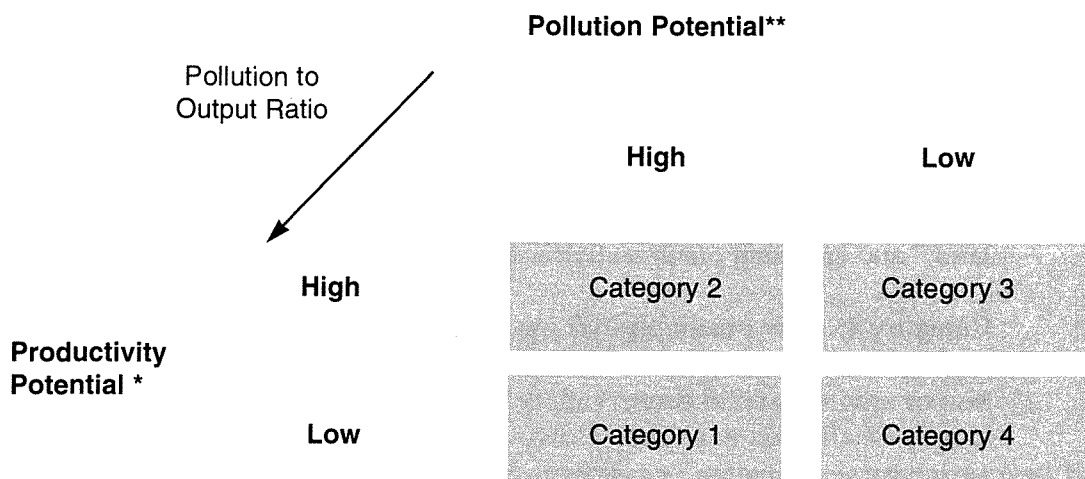 Pollution Potential**
Pollution to
Output Ratio
High Low
High Category 2 Category 3
Productivity
Potential *
Low Category 1 Category 4